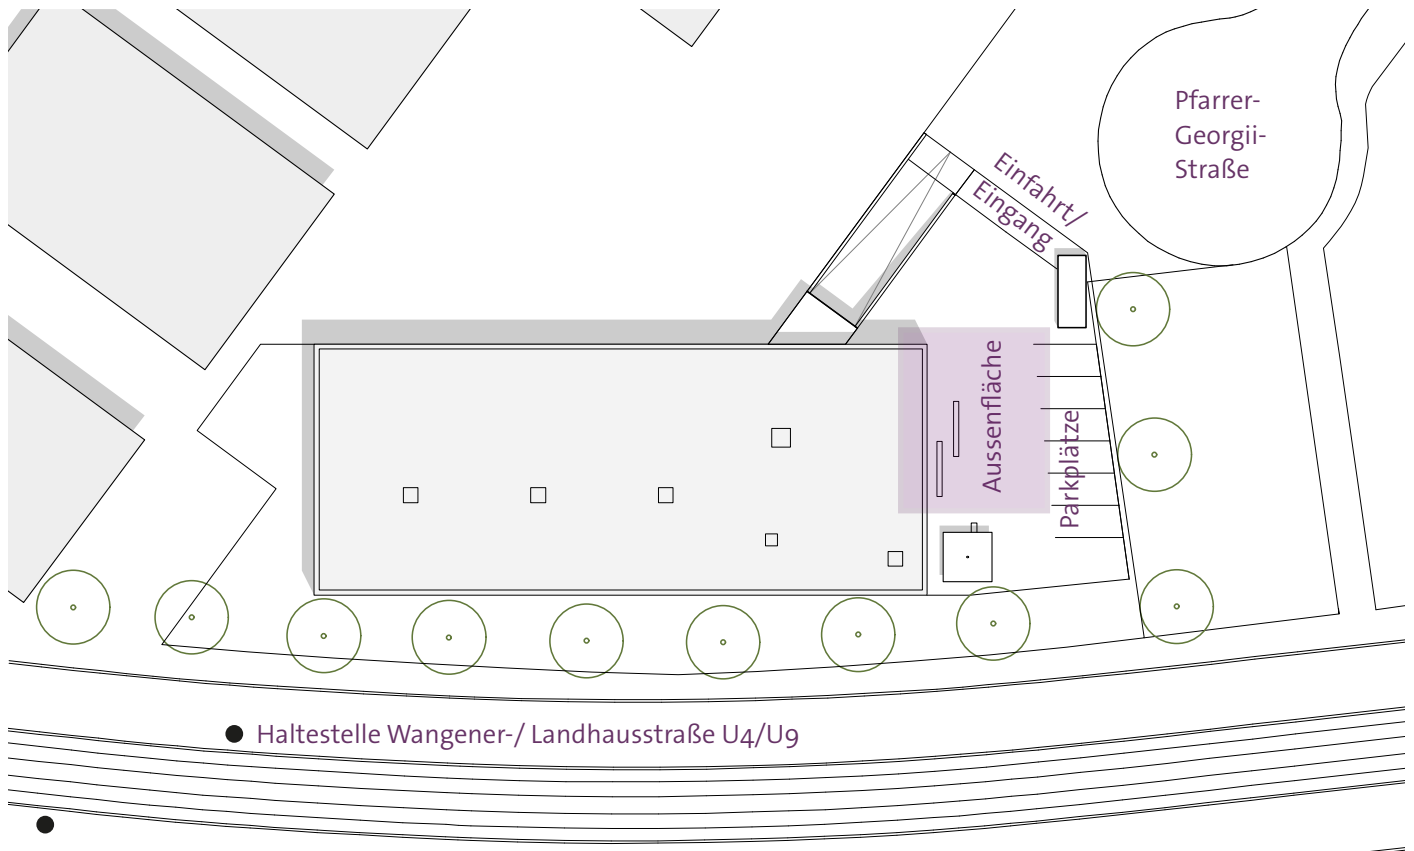 Pfarrer-
Georgii-
Straße
Einfahrt/
Eingang
Aussenfläche
Parkplätze
Haltestelle Wangener-/ Landhausstraße U4/U9